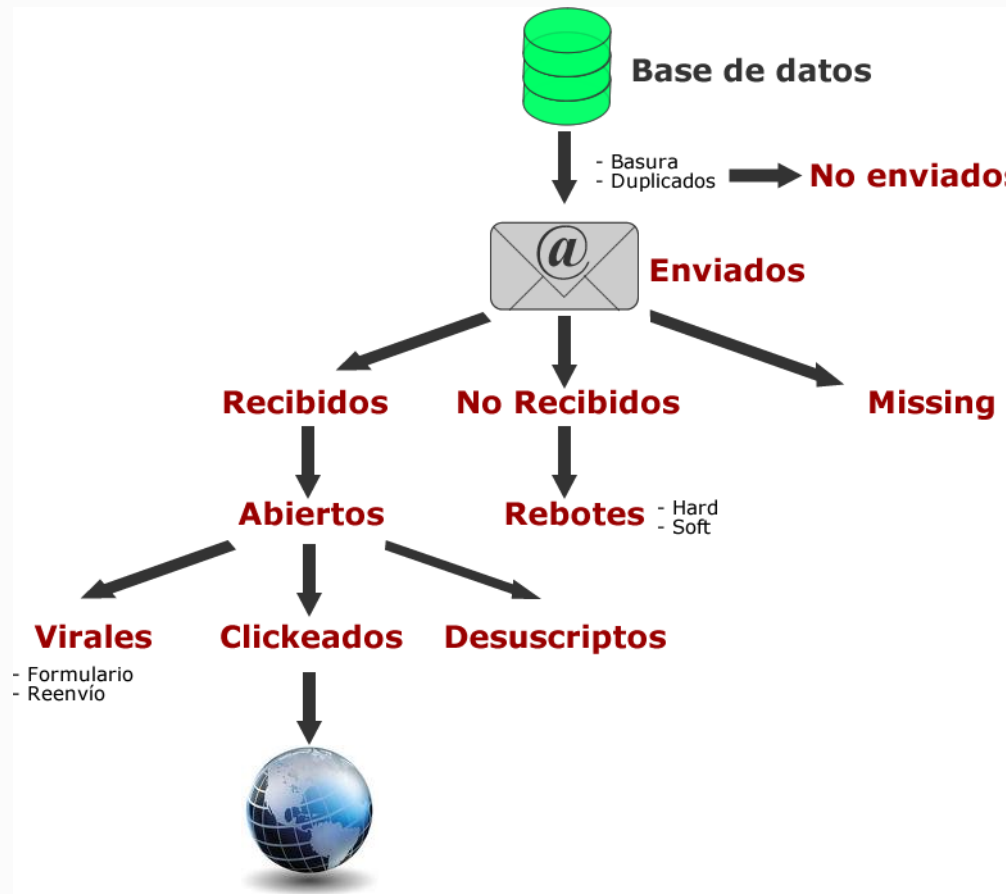 Base de datos
- Basura
- Duplicados
No enviados
@
Enviados
Recibidos
No Recibidos
Missing
Abiertos
Rebotes
- Hard
- Soft
Virales
Clickeados
Desuscriptos
- Formulario
- Reenvío